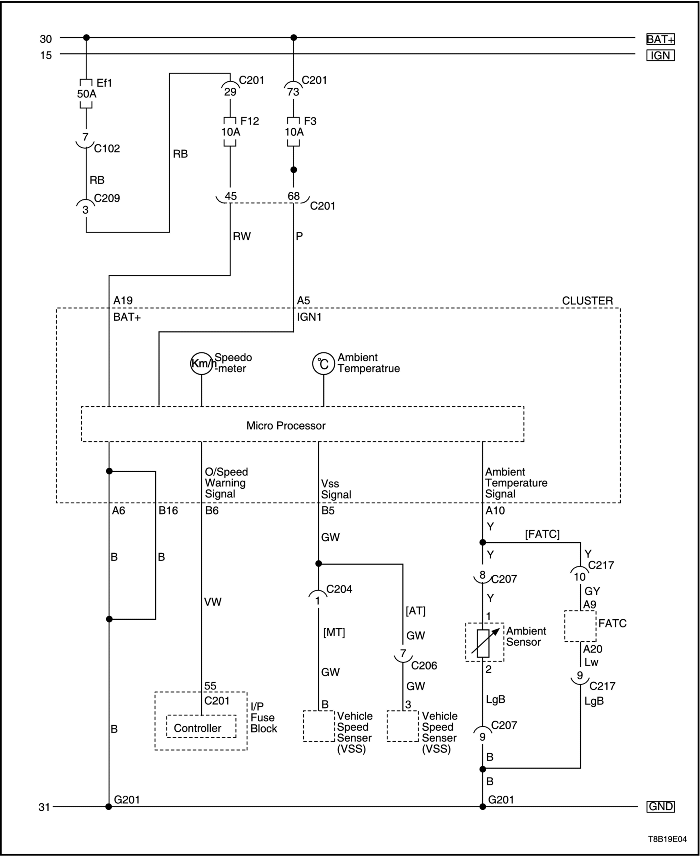 30
BAT+
15
IGN
Ef1
50A
C201
29
C201
73
F12
10A
F3
10A
7
C102
RB
RB
C209
3
45
68
C201
RW
P
A19
A5
CLUSTER
BAT+
IGN1
Km/h
Speedo
-meter
°C
Ambient
Temperatrue
Micro Processor
O/Speed
Warning
Signal
Vss
Signal
Ambient
Temperature
Signal
A6
B16
B6
B5
A10
Y
GW
[FATC]
B
B
Y
Y
8
C207
C217
10
Y
GY
C204
1
VW
[AT]
[MT]
GW
1
A9
Ambient
Sensor
FATC
7
C206
A20
2
Lw
GW
GW
9
C217
55
C201
LgB
LgB
I/P
Fuse
Block
Controller
B
3
Vehicle
Speed
Senser
(VSS)
Vehicle
Speed
Senser
(VSS)
C207
9
B
B
B
31
G201
G201
GND
T8B19E04